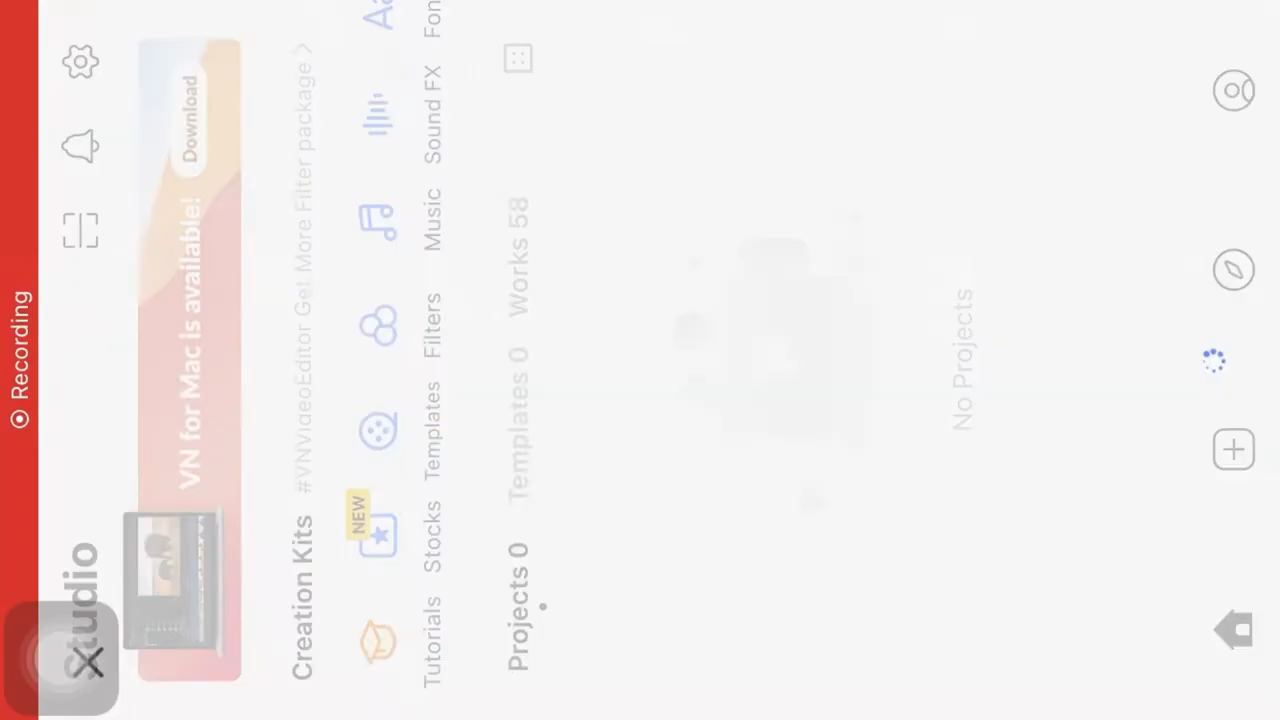 Recording
Studio
VN for Mac is available!
Download
Creation Kits
#VNVideoEditor Get More Filter package >
NEW
Tutorials
Stocks
Templates
Filters
Music
Sound FX
Fon
Projects 0
Templates 0
Works 58
No Projects